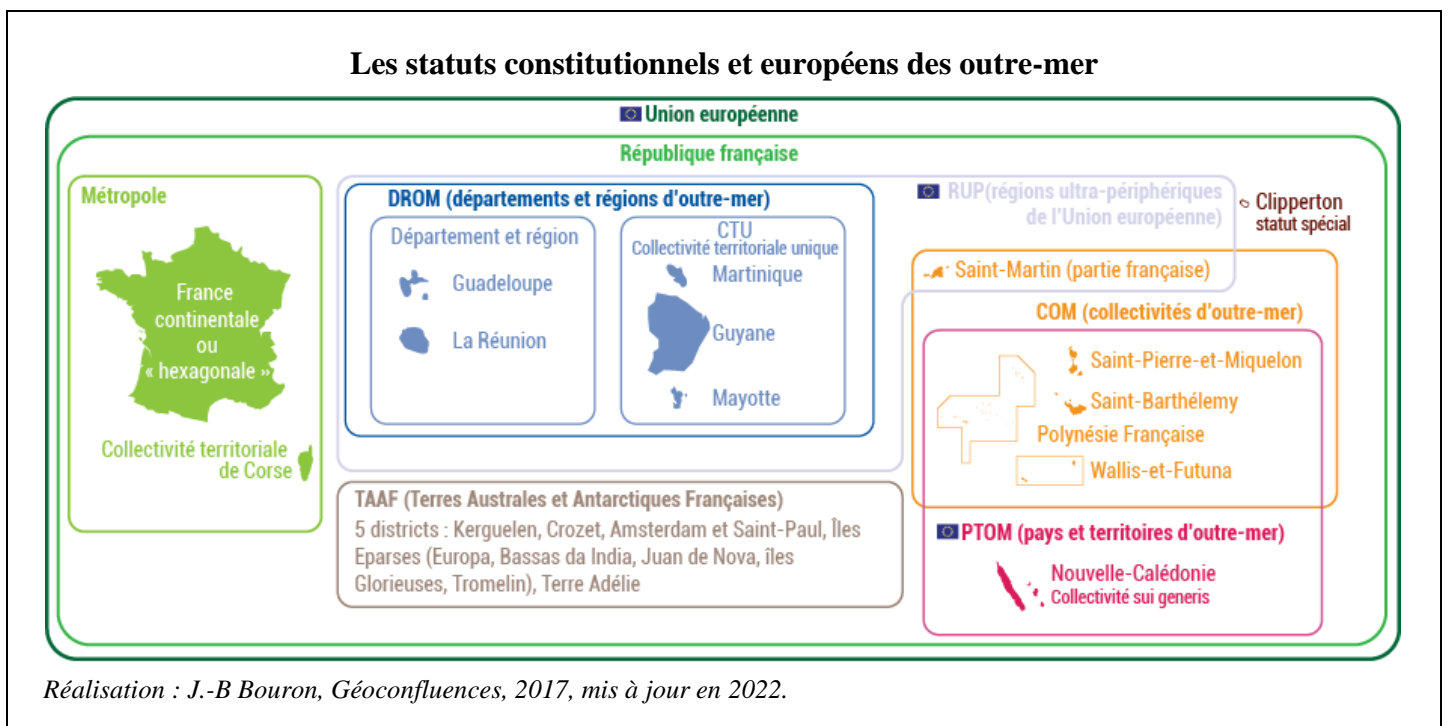 Les statuts constitutionnels et européens des outre-mer
Union européenne
République française
Métropole
France
continentale
ou
« hexagonale »
Collectivité territoriale
de Corse
DROM (départements et régions d'outre-mer)
Département et région
Guadeloupe
La Réunion
CTU
Collectivité territoriale unique
Martinique
Guyane
Mayotte
RUP(régions ultra-périphériques
de l'Union européenne)
Clipperton
statut spécial
Saint-Martin (partie française)
COM (collectivités d'outre-mer)
Saint-Pierre-et-Miquelon
Saint-Barthélemy
Polynésie Française
Wallis-et-Futuna
TAAF (Terres Australes et Antarctiques Françaises)
5 districts : Kerguelen, Crozet, Amsterdam et Saint-Paul, Îles
Eparses (Europa, Bassas da India, Juan de Nova, îles
Glorieuses, Tromelin), Terre Adélie
PTOM (pays et territoires d'outre-mer)
Nouvelle-Calédonie
Collectivité sui generis
Réalisation : J.-B Bouron, Géoconfluences, 2017, mis à jour en 2022.